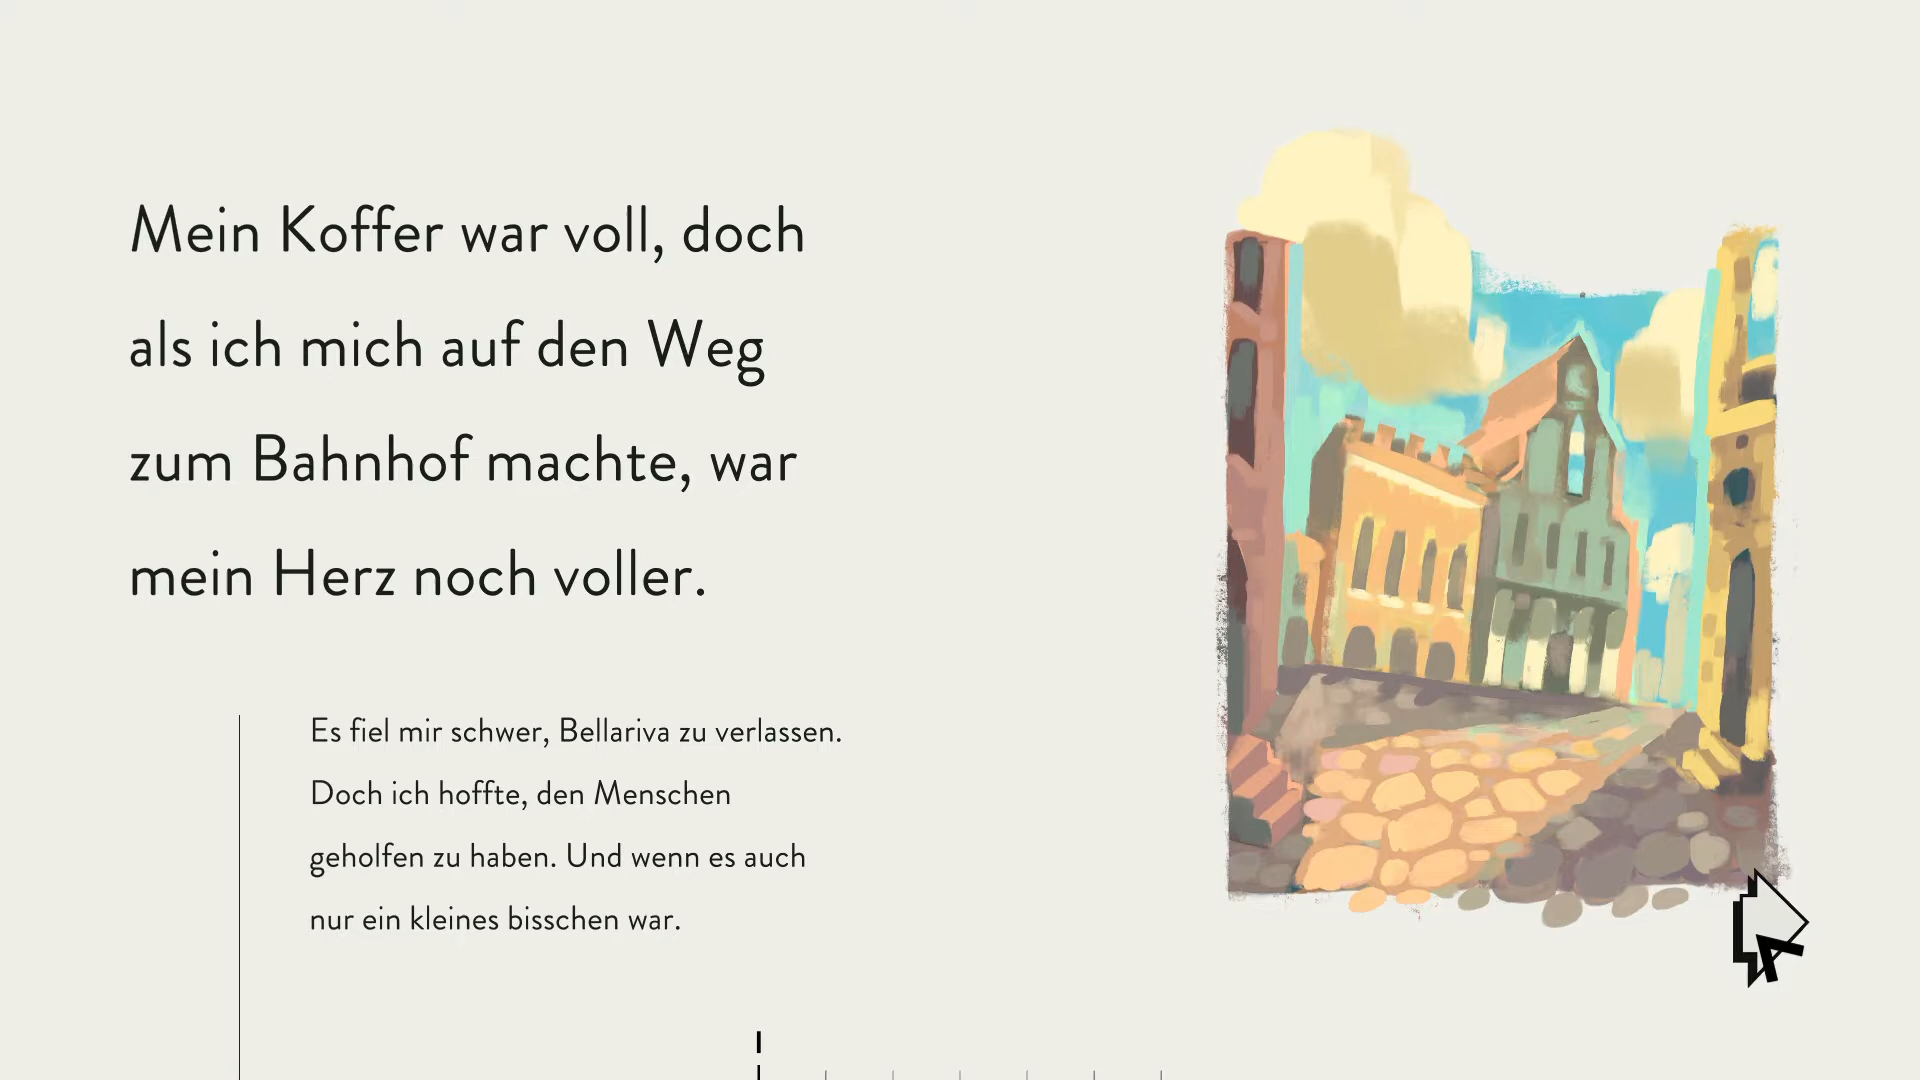 Mein Koffer war voll, doch
als ich mich auf den Weg
zum Bahnhof machte, war
mein Herz noch voller.
Es fiel mir schwer, Bellariva zu verlassen.
Doch ich hoffte, den Menschen
geholfen zu haben. Und wenn es auch
nur ein kleines bisschen war.